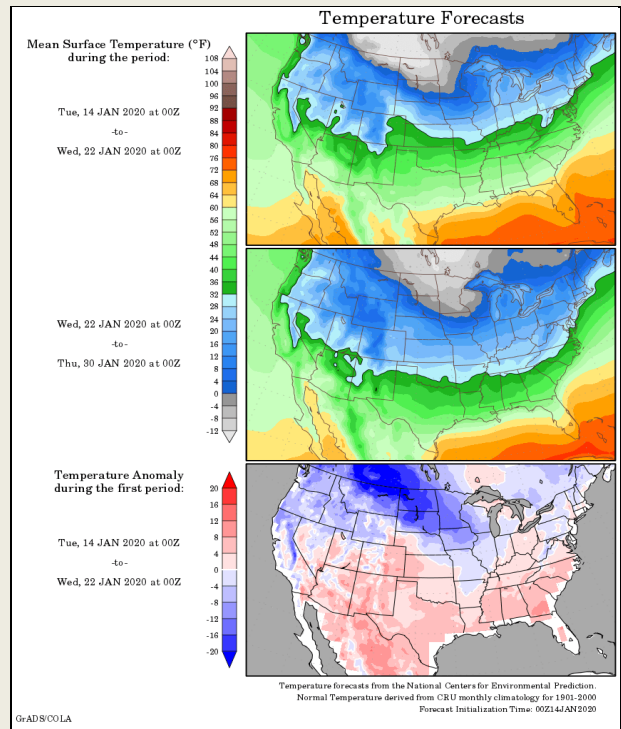 Temperature Forecasts
Mean Surface Temperature (°F)
during the period:
108
104
100
96
92
88
84
80
76
72
68
64
60
56
52
48
44
40
36
32
28
24
20
16
12
8
4
0
-4
-8
-12
Tue, 14 JAN 2020 at 00Z
-to-
Wed, 22 JAN 2020 at 00Z
Wed, 22 JAN 2020 at 00Z
-to-
Thu, 30 JAN 2020 at 00Z
Temperature Anomaly
during the first period:
20
16
12
8
4
0
-4
-8
-12
-16
-20
Tue, 14 JAN 2020 at 00Z
-to-
Wed, 22 JAN 2020 at 00Z
Temperature forecasts from the National Centers for Environmental Prediction.
Normal Temperature derived from CRU monthly climatology for 1901-2000
Forecast Initialization Time: 00Z14JAN2020
GrADS/COLA